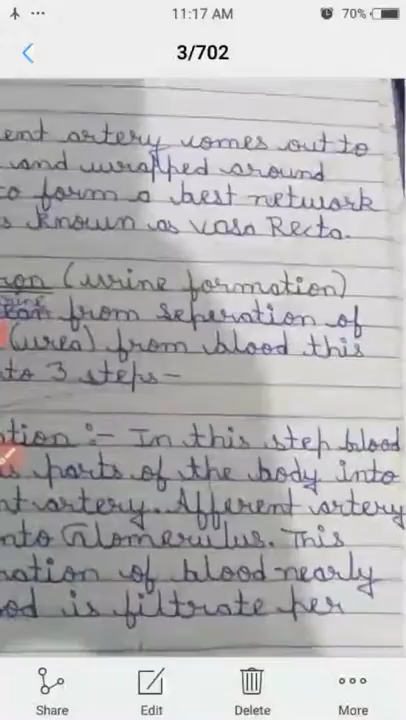 11:17 AM
70%
3/702
ent artery comes out to
and wrapped around
to form a best network
s known as vasa Recta.
on (urine formation)
from seperation of
(urea) from blood this
to 3 steps-
tion :- In this step blood
s parts of the body into
nt artery. Afferent artery
nto Glomerulus. This
ation of blood nearly
od is filtrate per
Share
Edit
Delete
More